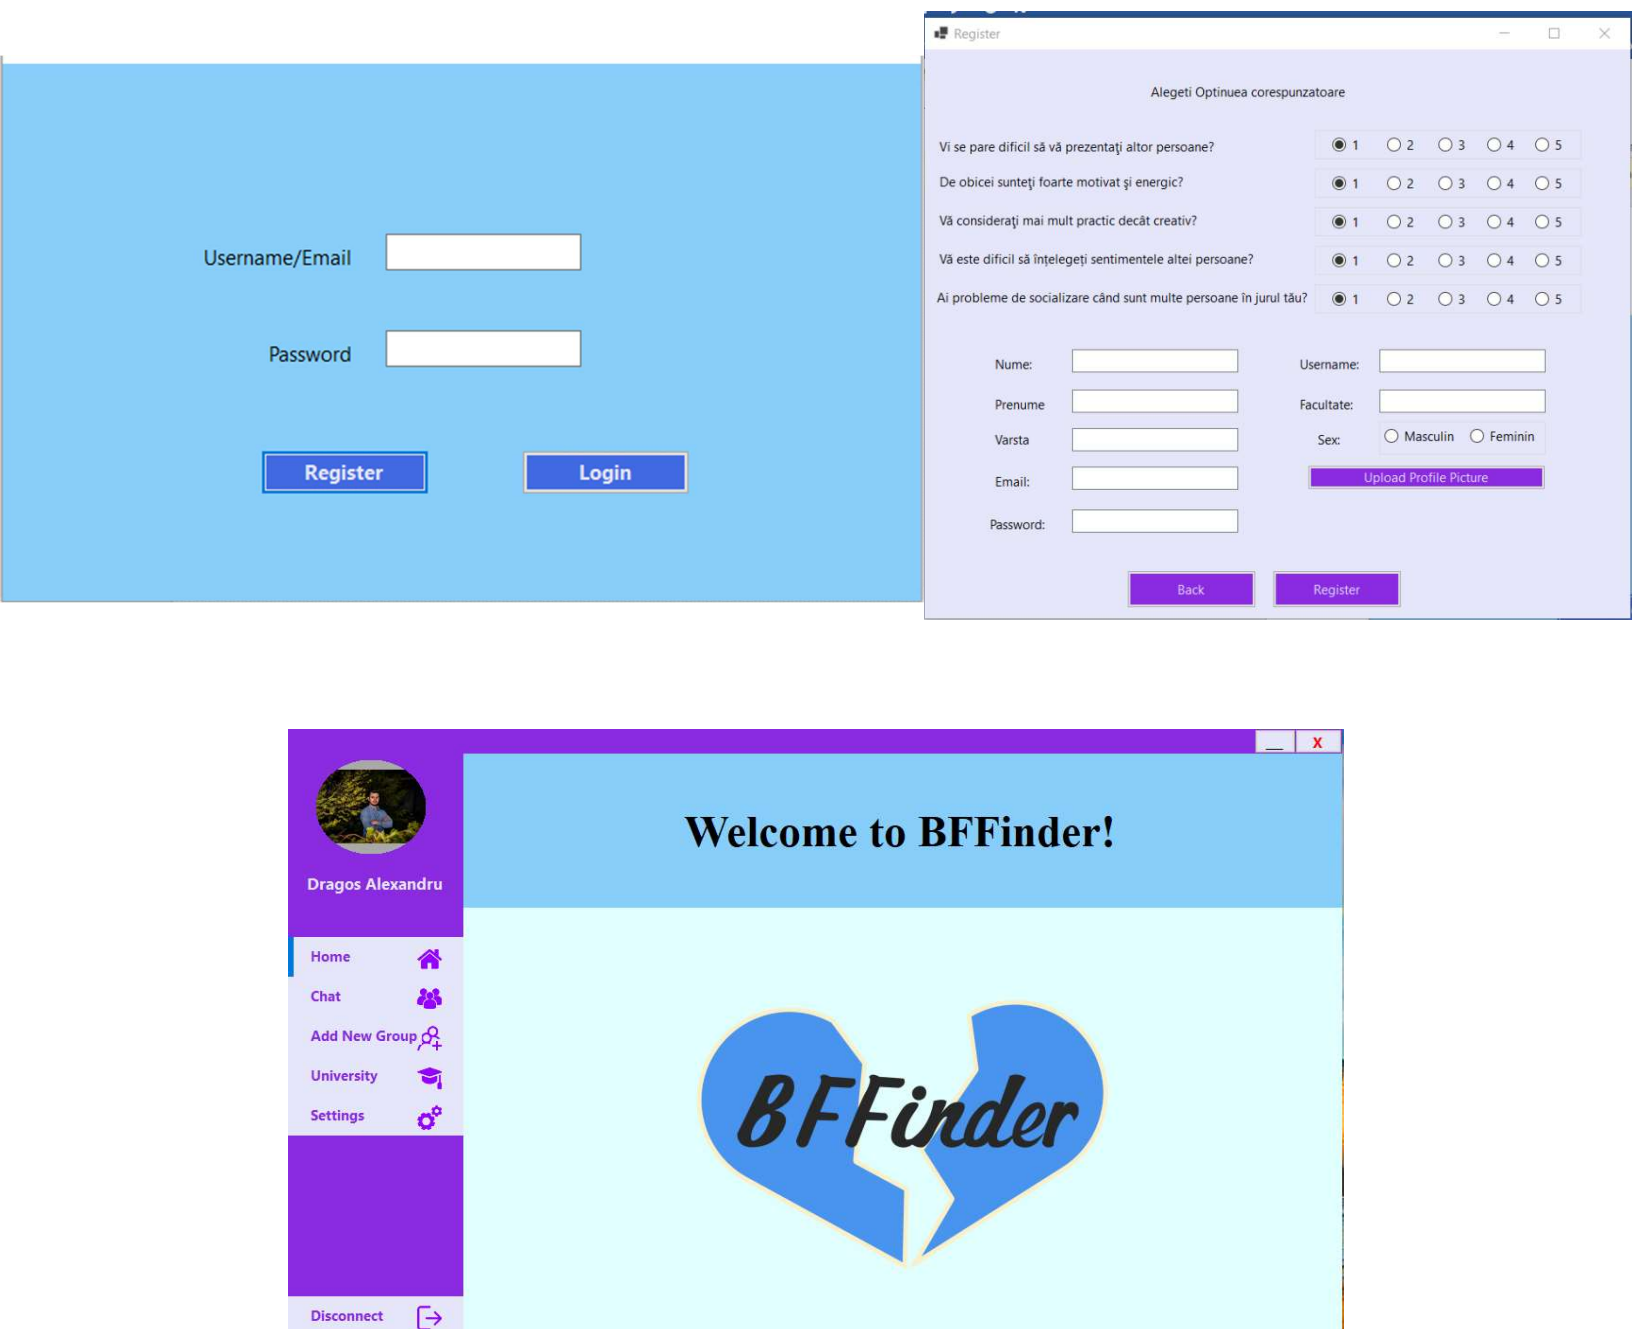 Username/Email
Password
Register
Login
Register
Alegeti Optinuea corespunzatoare
Vi se pare dificil să vă prezentaţi altor persoane? 1 2 3 4 5
De obicei sunteţi foarte motivat şi energic? 1 2 3 4 5
Vă consideraţi mai mult practic decât creativ? 1 2 3 4 5
Vă este dificil să înțelegeți sentimentele altei persoane? 1 2 3 4 5
Ai probleme de socializare când sunt multe persoane în jurul tău? 1 2 3 4 5
Nume:
Username:
Prenume
Facultate:
Varsta
Sex: Masculin Feminin
Email:
Upload Profile Picture
Password:
Back
Register
X
Welcome to BFFinder!
Dragos Alexandru
Home
Chat
Add New Group
University
Settings
BFFinder
Disconnect